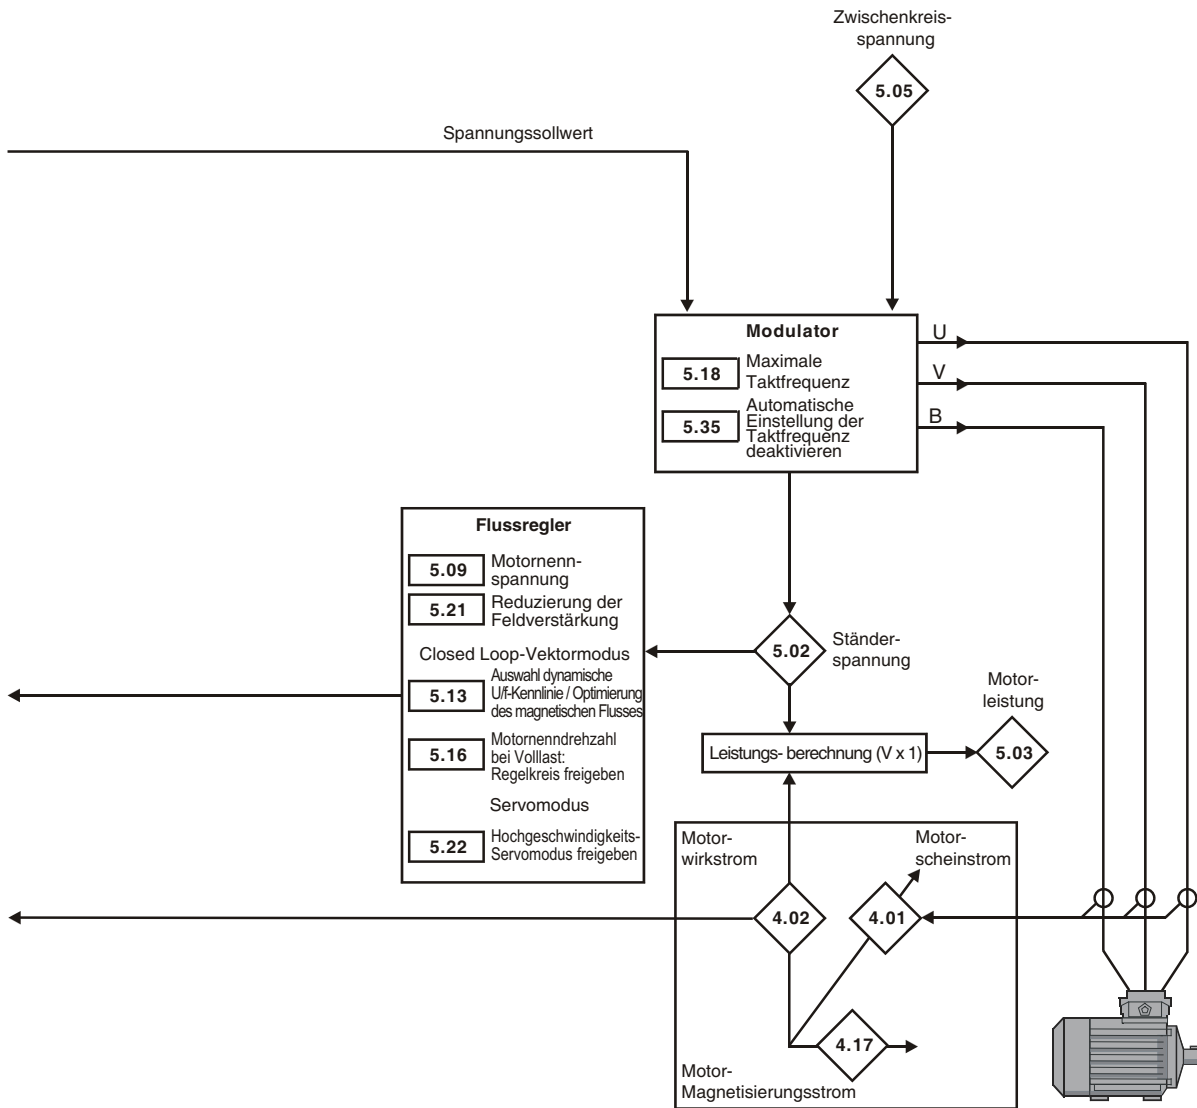 Zwischenkreis-
spannung
5.05
Spannungssollwert
Modulator
5.18
Maximale
Taktfrequenz
5.35
Automatische
Einstellung der
Taktfrequenz
deaktivieren
U
V
B
Flussregler
5.09
Motornenn-
spannung
5.21
Reduzierung der
Feldverstärkung
Closed Loop-Vektormodus
5.13
Auswahl dynamische
U/f-Kennlinie / Optimierung
des magnetischen Flusses
5.16
Motornenndrehzahl
bei Volllast:
Regelkreis freigeben
Servomodus
5.22
Hochgeschwindigkeits-
Servomodus freigeben
5.02
Ständer-
spannung
Motor-
leistung
Leistungs- berechnung (V x 1)
5.03
Motor-
wirkstrom
Motor-
scheinstrom
4.02
4.01
4.17
Motor-
Magnetisierungsstrom